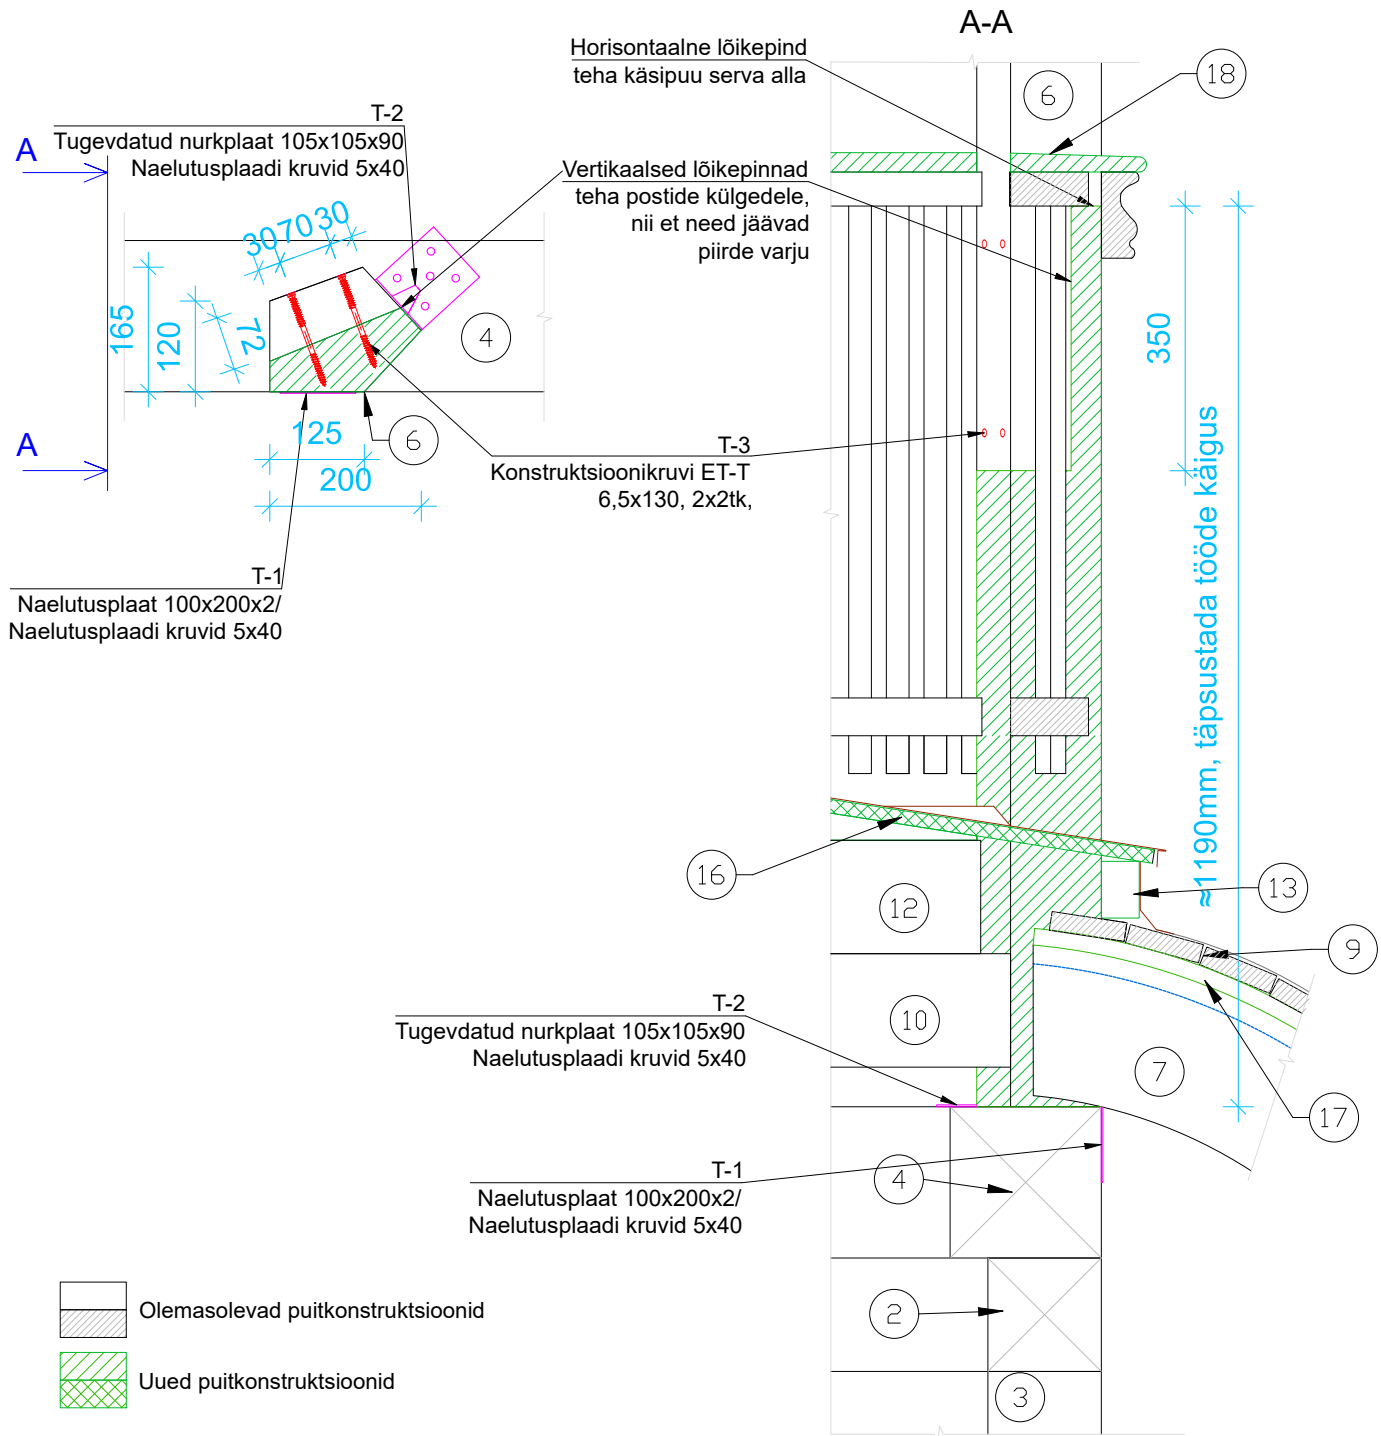 A-A
Horisontaalne lõikepind
teha käsipuu serva alla
18
6
T-2
Tugevdatud nurkplaat 105x105x90
Naelutusplaadi kruvid 5x40
A
Vertikaalsed lõikepinnad
teha postide külgedele,
nii et need jäävad
piirde varju
30
70
30
165
120
72
4
350
A
125
6
200
T-3
Konstruktsioonikruvi ET-T
6,5x130, 2x2tk,
≈1190mm, täpsustada tööde käigus
T-1
Naelutusplaat 100x200x2/
Naelutusplaadi kruvid 5x40
16
13
12
9
T-2
Tugevdatud nurkplaat 105x105x90
Naelutusplaadi kruvid 5x40
10
7
17
T-1
Naelutusplaat 100x200x2/
Naelutusplaadi kruvid 5x40
4
Olemasolevad puitkonstruktsioonid
2
Uued puitkonstruktsioonid
3